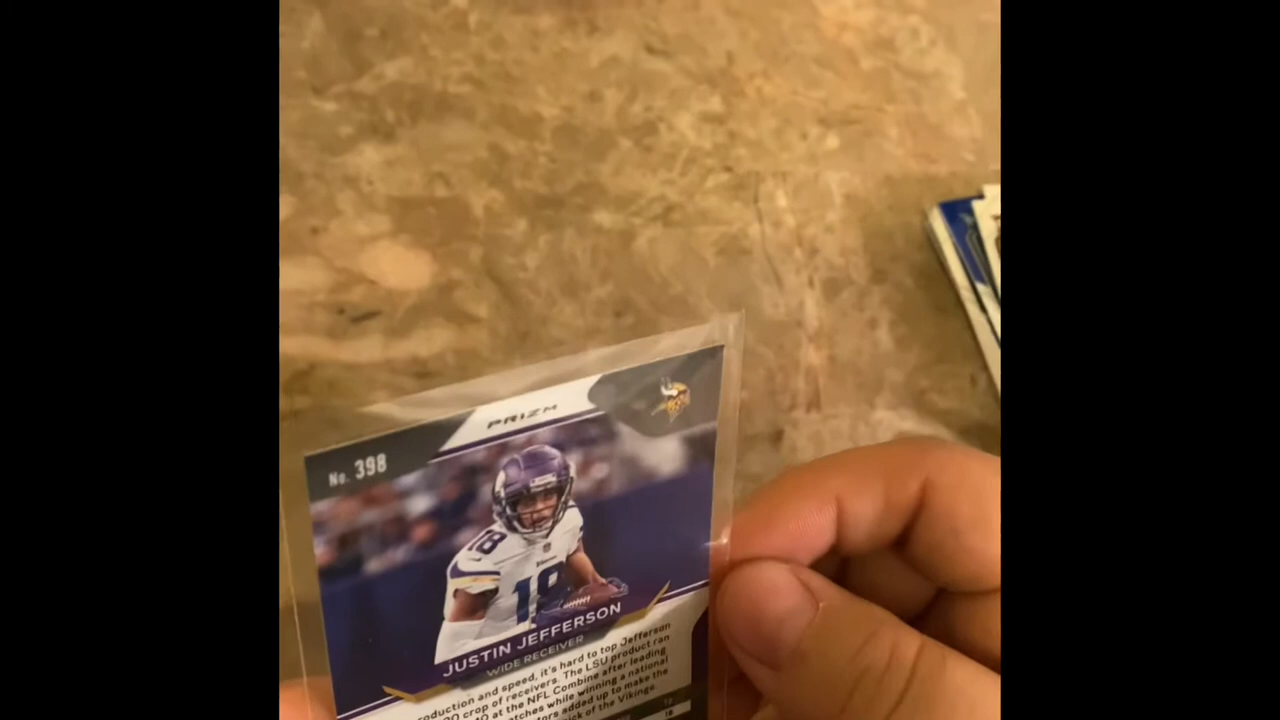 PRIZM
No. 398
18
18
JUSTIN JEFFERSON
WIDE RECEIVER
and speed, it's hard to top Jefferson
crop of receivers. The LSU product ran
at the NFL Combine after leading
while winning a national
added up to make the
of the Vikings.
18